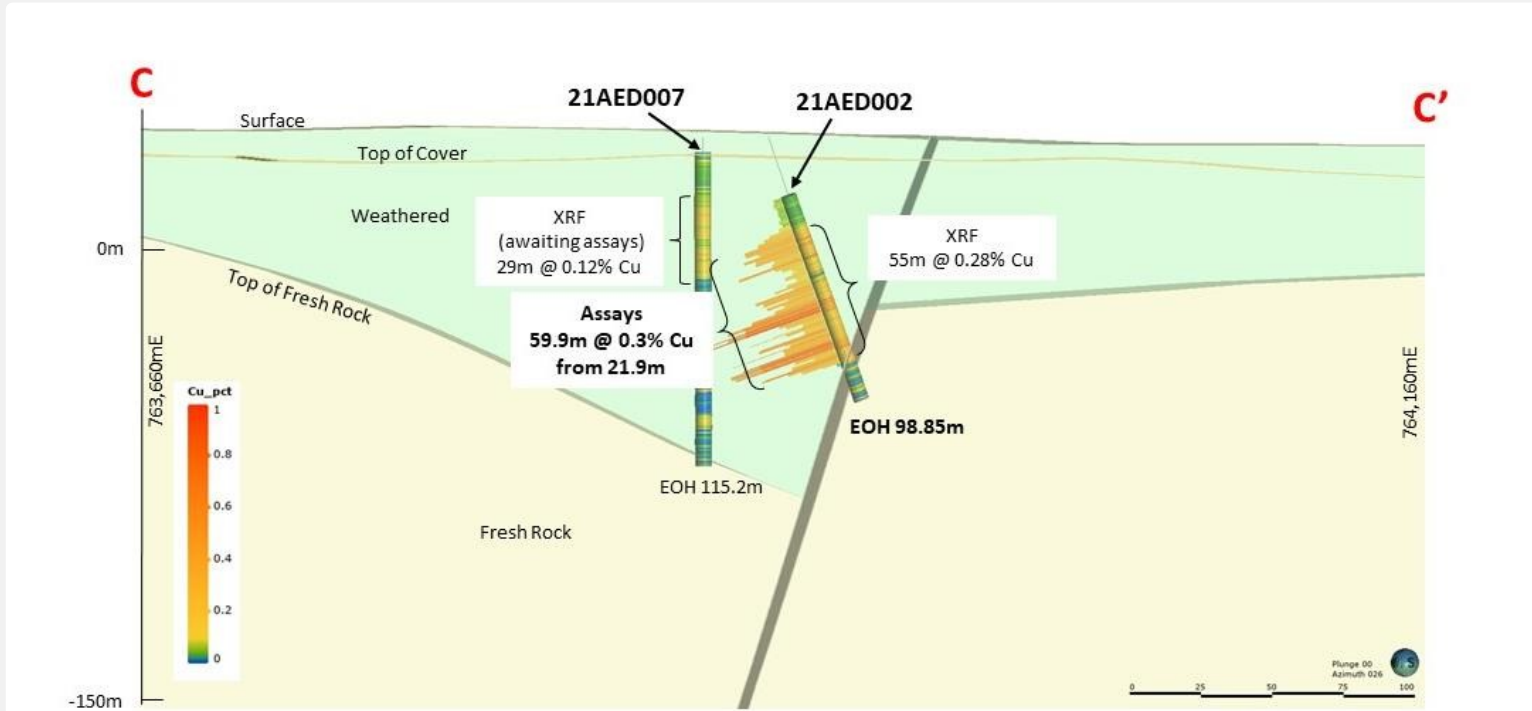 C
C’
21AED007
21AED002
Surface
Top of Cover
Weathered
XRF
(awaiting assays)
29m @ 0.12% Cu
XRF
55m @ 0.28% Cu
0m
Top of Fresh Rock
Assays
59.9m @ 0.3% Cu
from 21.9m
763,660mE
764,160mE
Cu_pct
1
0.8
0.6
0.4
0.2
0
EOH 98.85m
EOH 115.2m
Fresh Rock
Plunge 00
Azimuth 026
S
0 25 50 75 100
-150m